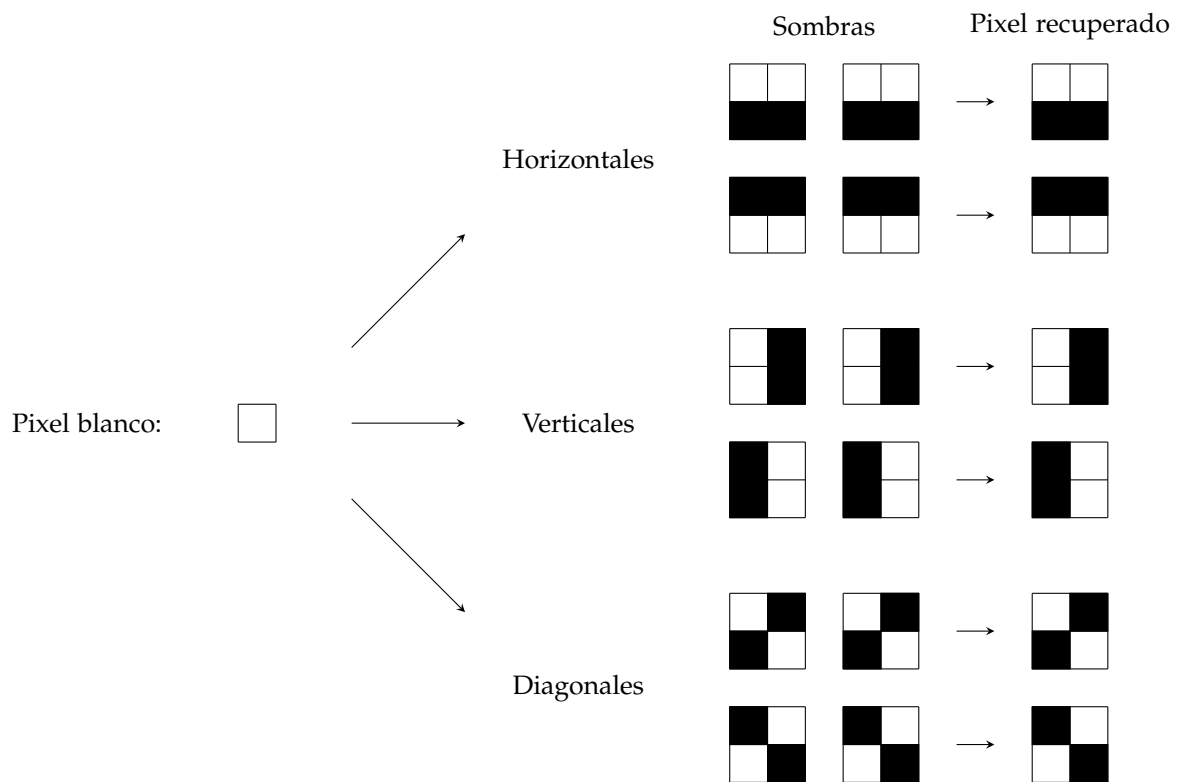 Sombras
Pixel recuperado
Horizontales
Pixel blanco:
Verticales
Diagonales